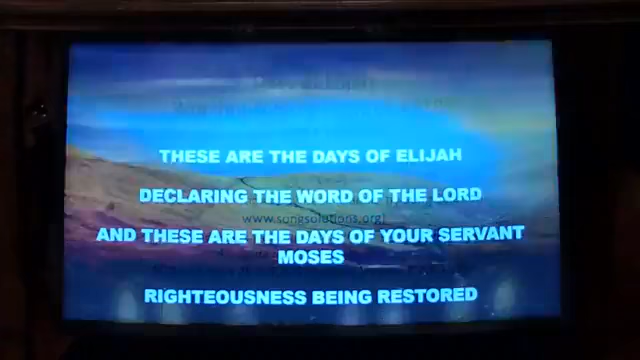 THESE ARE THE DAYS OF ELIJAH
DECLARING THE WORD OF THE LORD
www.songsolutions.org]
AND THESE ARE THE DAYS OF YOUR SERVANT
MOSES
RIGHTEOUSNESS BEING RESTORED